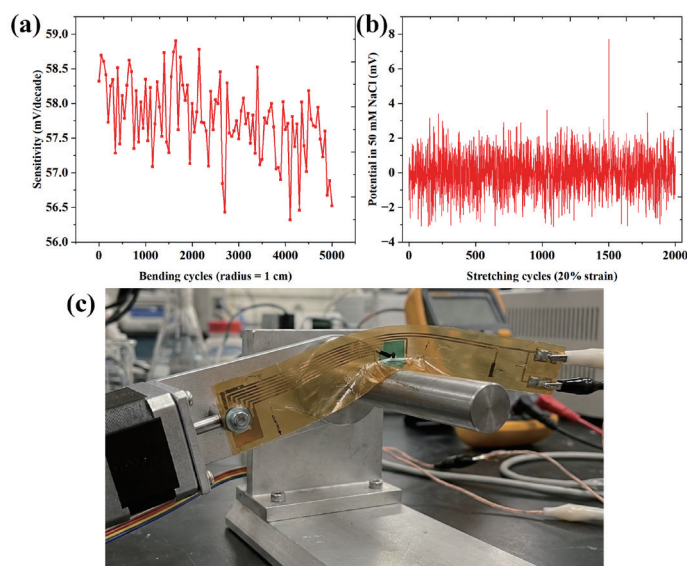 (a)
59.0
58.5
58.0
57.5
57.0
56.5
56.0
Sensitivity (mV/decade)
0 1000 2000 3000 4000 5000
Bending cycles (radius = 1 cm)
(b)
8
6
4
2
0
−2
−4
Potential in 50 mM NaCl (mV)
0 500 1000 1500 2000
Stretching cycles (20% strain)
(c)